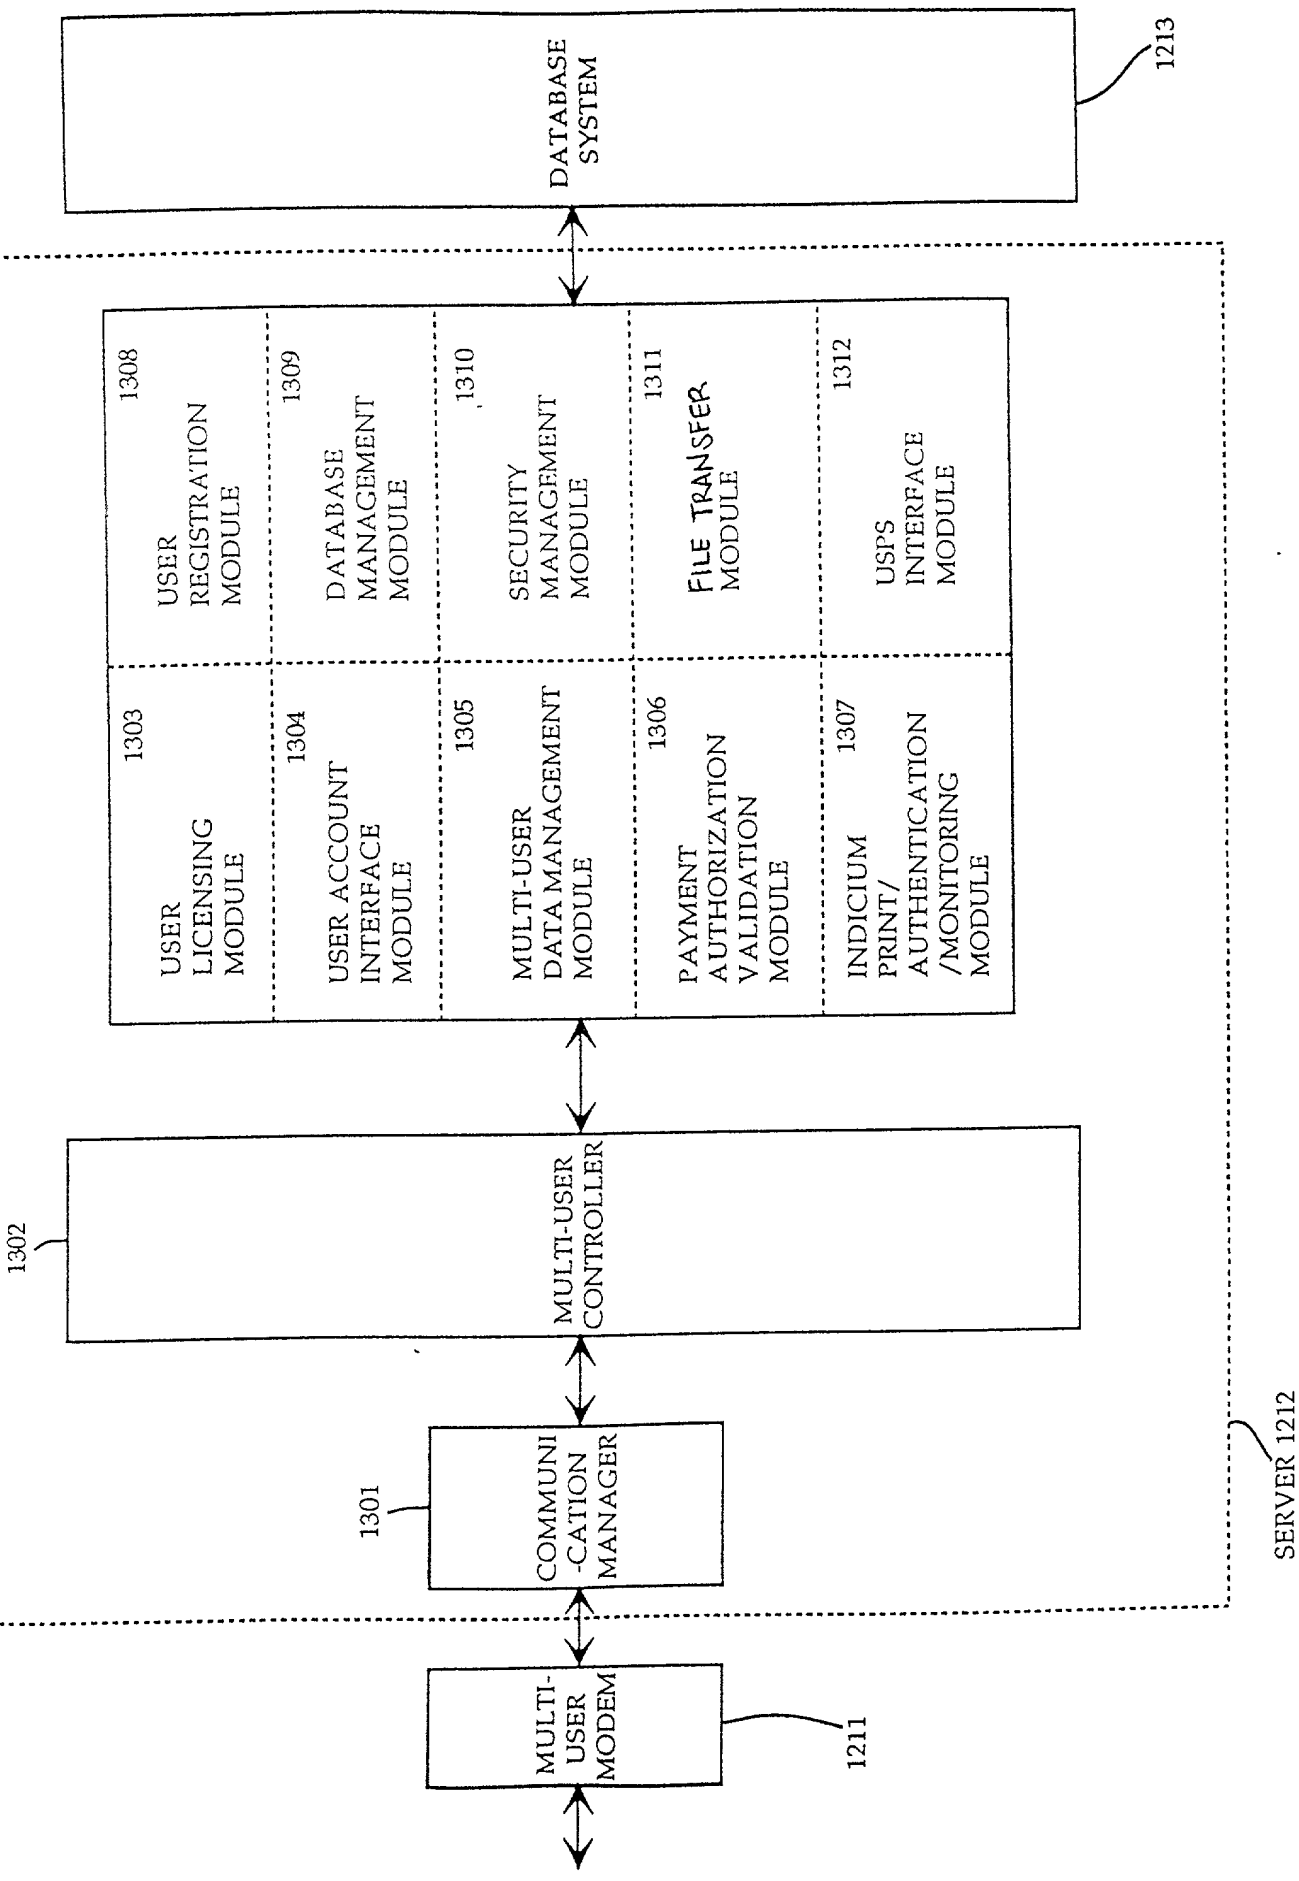 MULTI-
USER
MODEM
1211
1301
COMMUNI
-CATION
MANAGER
1302
MULTI-USER
CONTROLLER
1303
USER
LICENSING
MODULE
1304
USER ACCOUNT
INTERFACE
MODULE
1305
MULTI-USER
DATA MANAGEMENT
MODULE
1306
PAYMENT
AUTHORIZATION
VALIDATION
MODULE
1307
INDICIUM
PRINT/
AUTHENTICATION
/MONITORING
MODULE
1308
USER
REGISTRATION
MODULE
1309
DATABASE
MANAGEMENT
MODULE
1310
SECURITY
MANAGEMENT
MODULE
1311
FILE TRANSFER
MODULE
1312
USPS
INTERFACE
MODULE
DATABASE
SYSTEM
1213
SERVER 1212